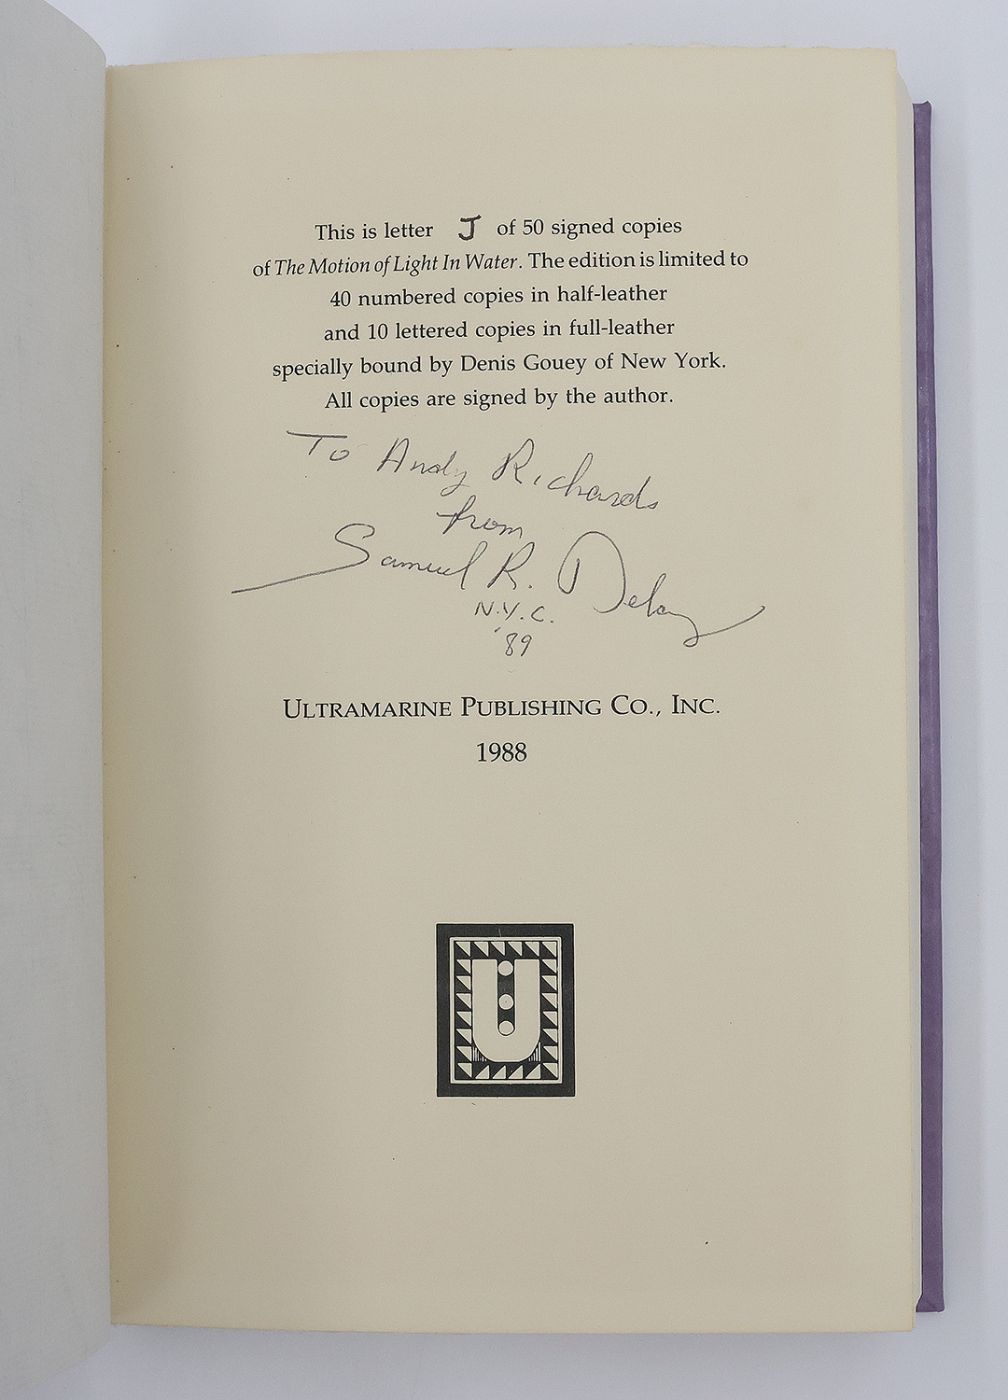 This is letter J of 50 signed copies
of The Motion of Light In Water. The edition is limited to
40 numbered copies in half-leather
and 10 lettered copies in full-leather
specially bound by Denis Gouey of New York.
All copies are signed by the author.
To Andy Richards
from
Samuel R. Delany
N.Y.C.
'89
ULTRAMARINE PUBLISHING CO., INC.
1988
U